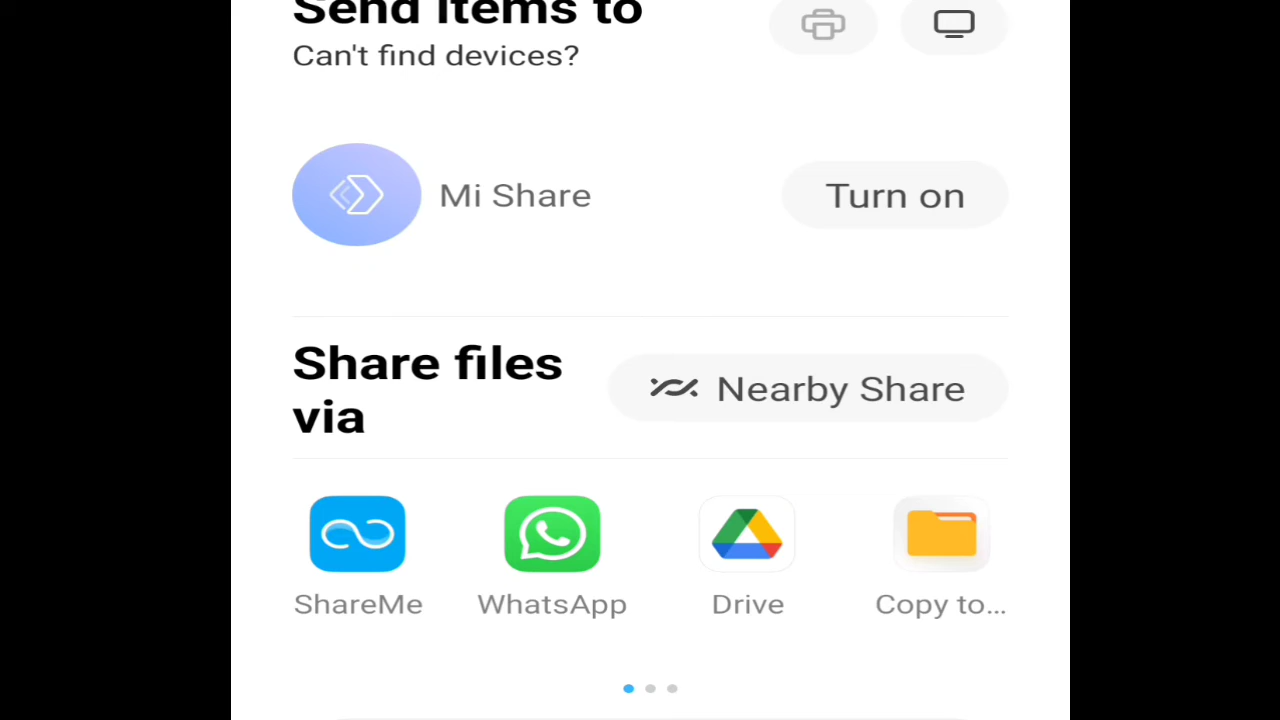 Send items to
Can't find devices?
Mi Share
Turn on
Share files
via
Nearby Share
ShareMe
WhatsApp
Drive
Copy to...